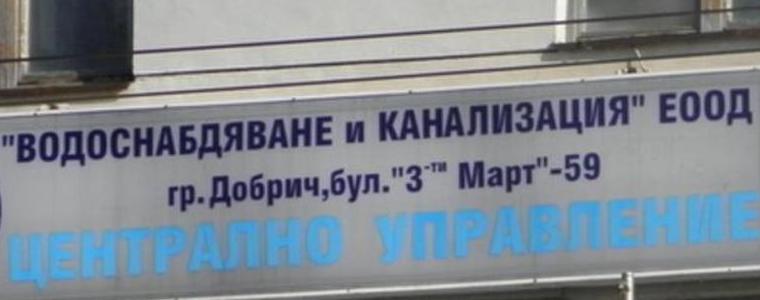 "ВОДОСНАБДЯВАНЕ и КАНАЛИЗАЦИЯ" ЕООД
гр.Добрич,бул."3-ти Март"-59
ЦЕНТРАЛНО УПРАВЛЕНИЕ